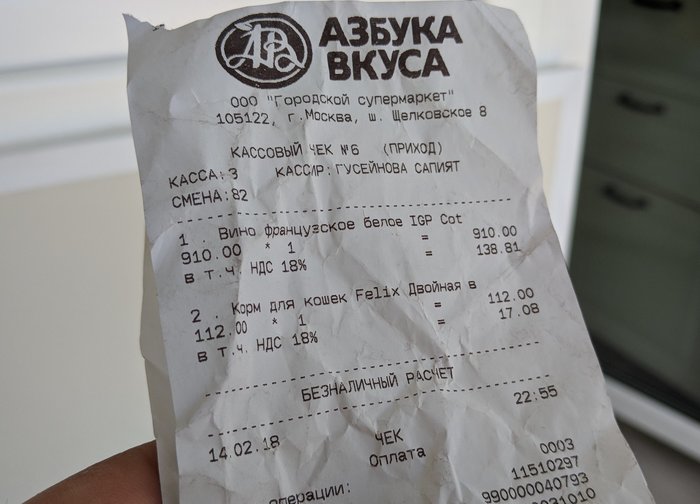 АВ
АЗБУКА
ВКУСА
ООО "Городской супермаркет"
105122, г.Москва, ш. Щелковское 8
КАССОВЫЙ ЧЕК №6 (ПРИХОД)
КАССА:3 КАССИР: ГУСЕЙНОВА САПИЯТ
СМЕНА:82
1 . Вино французское белое IGP Cot
910.00 * 1 = 910.00
в т.ч. НДС 18% = 138.81
2 . Корм для кошек Felix Двойная в
112.00 * 1 = 112.00
в т.ч. НДС 18% = 17.08
БЕЗНАЛИЧНЫЙ РАСЧЕТ
14.02.18 22:55
ЧЕК 0003
Оплата 11510297
операции: 990000040793
0031010